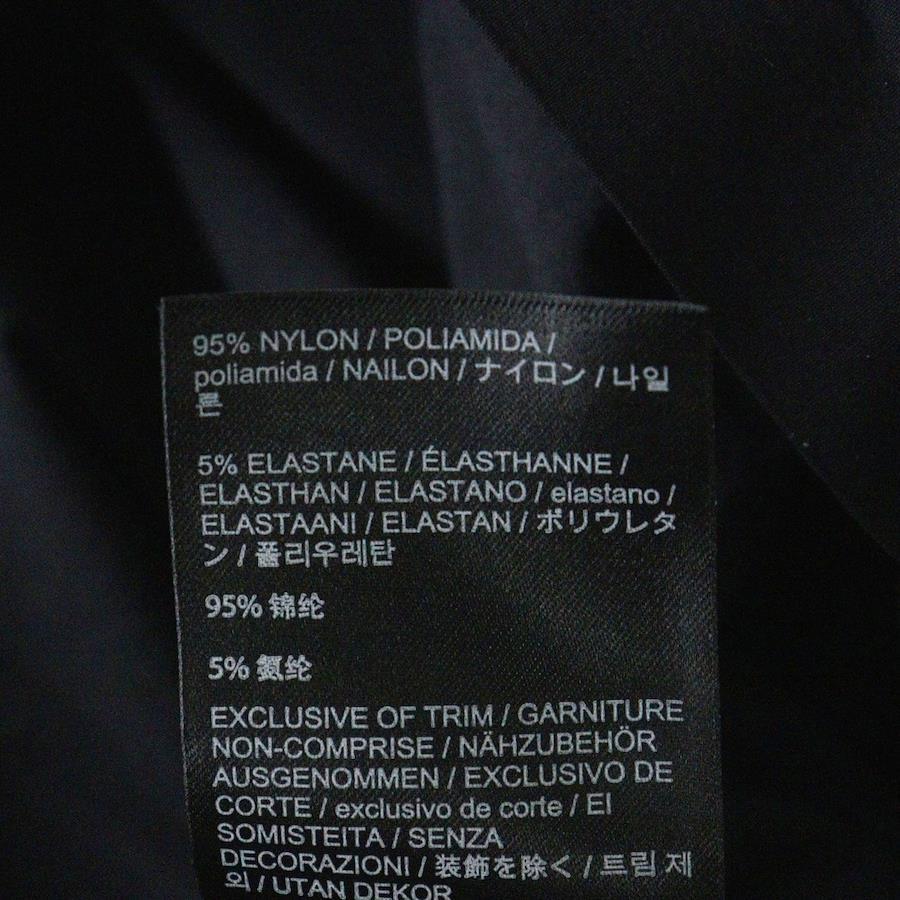 95% NYLON / POLIAMIDA /
poliamida / NAILON / ナイロン / 나일
론
5% ELASTANE / ÉLASTHANNE /
ELASTHAN / ELASTANO / elastano /
ELASTAANI / ELASTAN / ポリウレタ
ン / 폴리우레탄
95% 锦纶
5% 氨纶
EXCLUSIVE OF TRIM / GARNITURE
NON-COMPRISE / NÄHZUBEHÖR
AUSGENOMMEN / EXCLUSIVO DE
CORTE / exclusivo de corte / EI
SOMISTEITA / SENZA
DECORAZIONI / 装飾を除く / 트림 제
외 / UTAN DEKOR